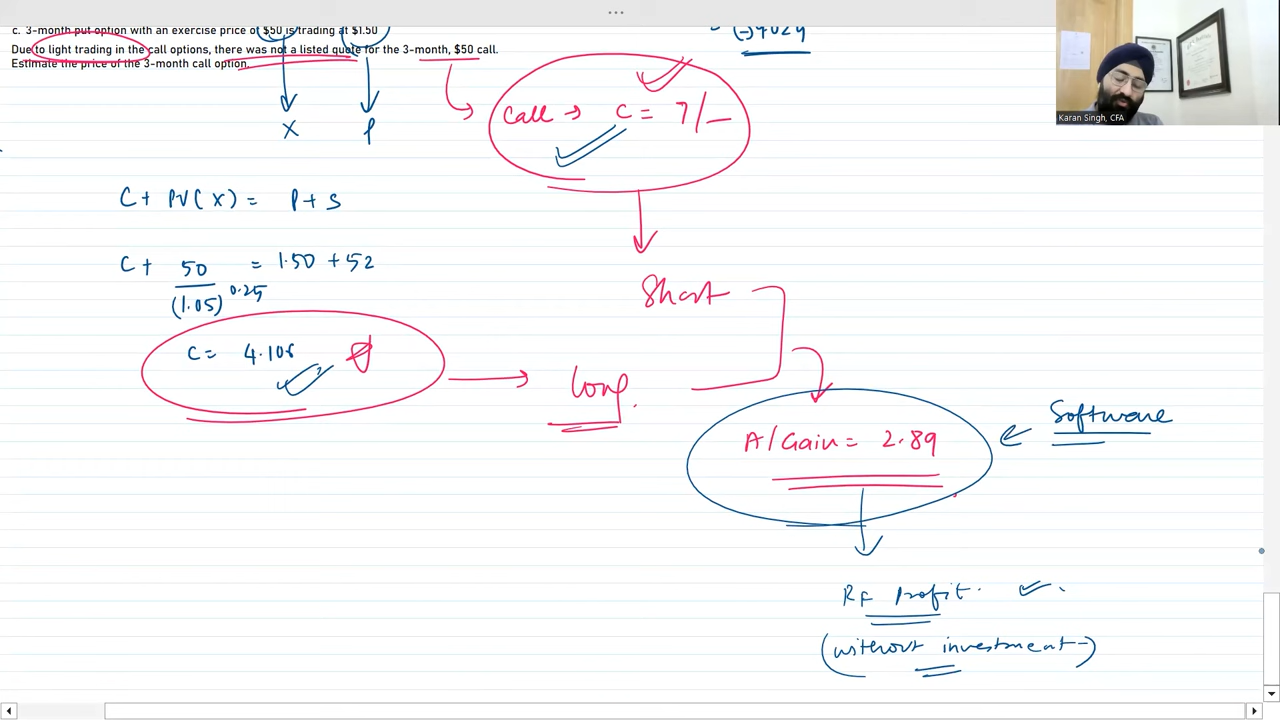 c. 3-month put option with an exercise price of $50 is trading at $1.50
Due to light trading in the call options, there was not a listed quote for the 3-month, $50 call.
Estimate the price of the 3-month call option.
X P
Call → C = 7/-
C + PV(X) = P + S
C + 50 = 1.50 + 52
(1.05)^0.25
Short
C = 4.106
Long
A/Gain = 2.89
← Software
RF Profit.
(without investment)
Karan Singh, CFA